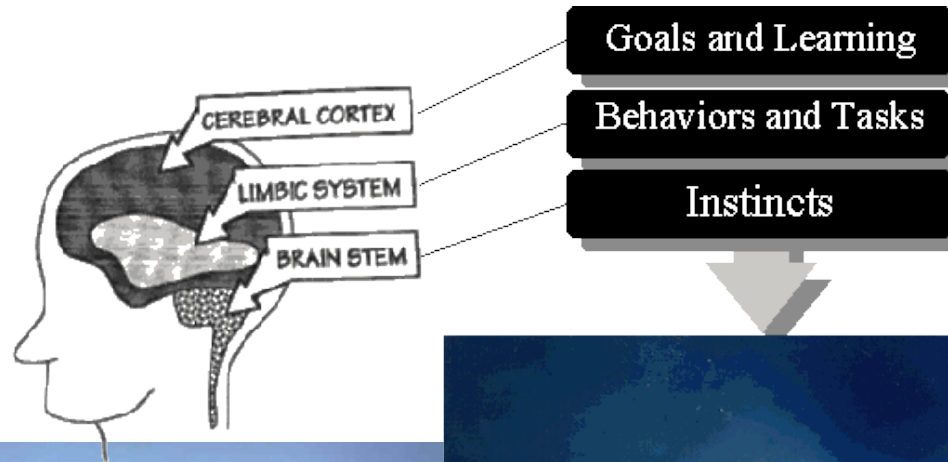 Goals and Learning
CEREBRAL CORTEX
Behaviors and Tasks
LIMBIC SYSTEM
Instincts
BRAIN STEM